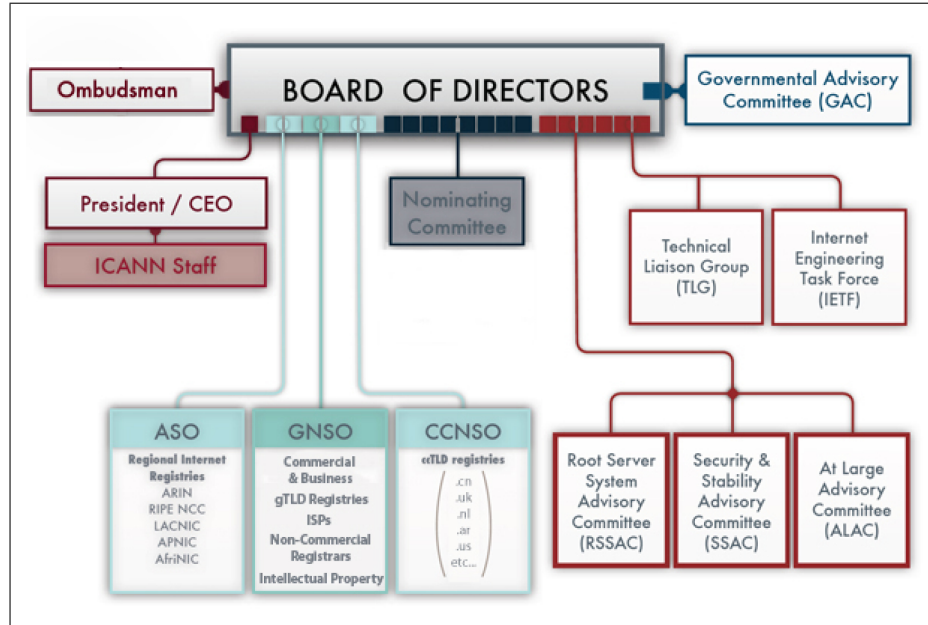 Ombudsman
BOARD OF DIRECTORS
Governmental Advisory
Committee (GAC)
President / CEO
ICANN Staff
Nominating
Committee
Technical
Liaison Group
(TLG)
Internet
Engineering
Task Force
(IETF)
ASO
Regional Internet
Registries
ARIN
RIPE NCC
LACNIC
APNIC
AfriNIC
GNSO
Commercial
& Business
gTLD Registries
ISPs
Non-Commercial
Registrars
Intellectual Property
CCNSO
ccTLD registries
.cn
.uk
.nl
.ar
.us
etc...
Root Server
System
Advisory
Committee
(RSSAC)
Security &
Stability
Advisory
Committee
(SSAC)
At Large
Advisory
Committee
(ALAC)